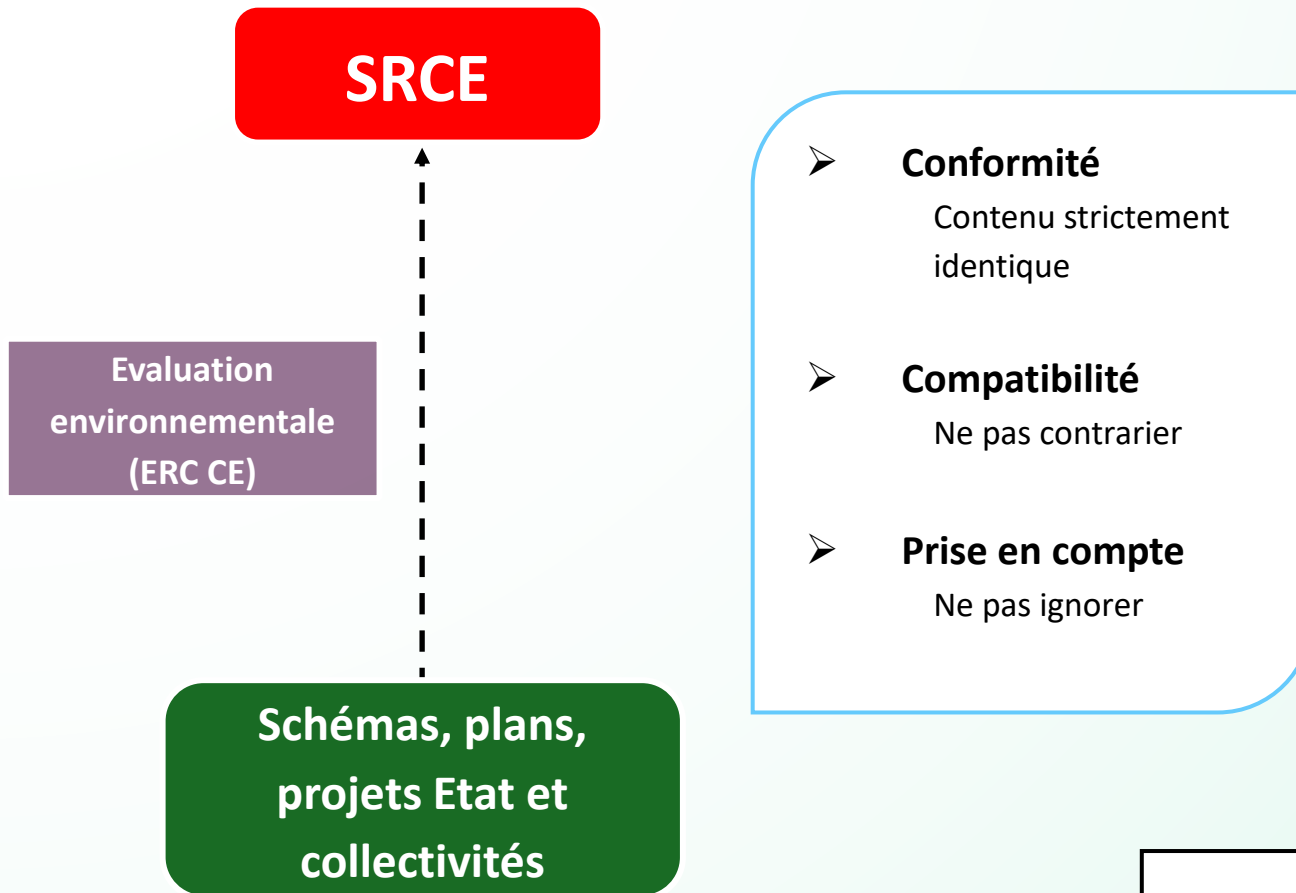 SRCE
Evaluation
environnementale
(ERC CE)
Schémas, plans,
projets Etat et
collectivités
➢ Conformité
Contenu strictement
identique
➢ Compatibilité
Ne pas contrarier
➢ Prise en compte
Ne pas ignorer